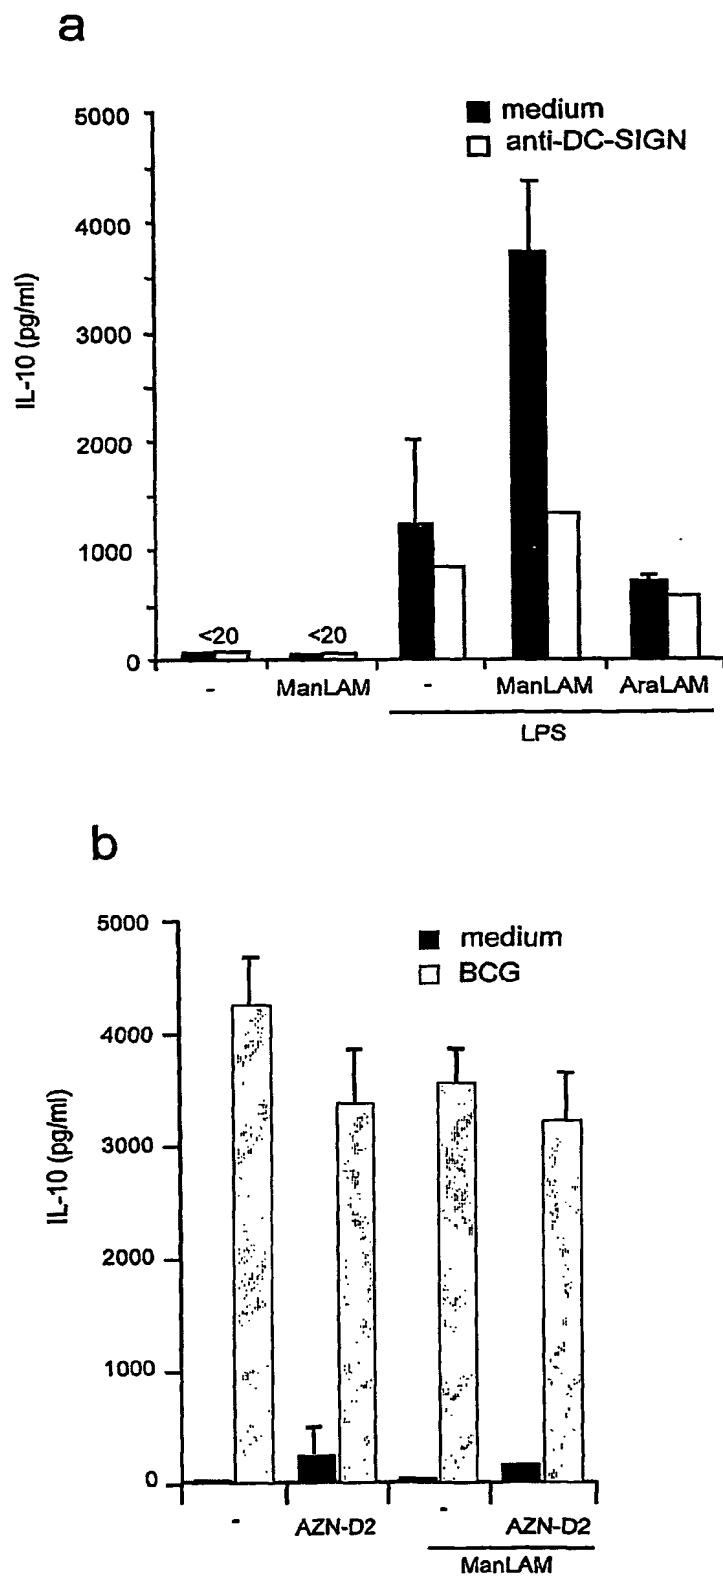 a
5000
4000
3000
2000
1000
0
IL-10 (pg/ml)
medium
anti-DC-SIGN
<20
<20
-
ManLAM
-
ManLAM
AraLAM
LPS
b
5000
4000
3000
2000
1000
0
IL-10 (pg/ml)
medium
BCG
-
AZN-D2
-
AZN-D2
ManLAM